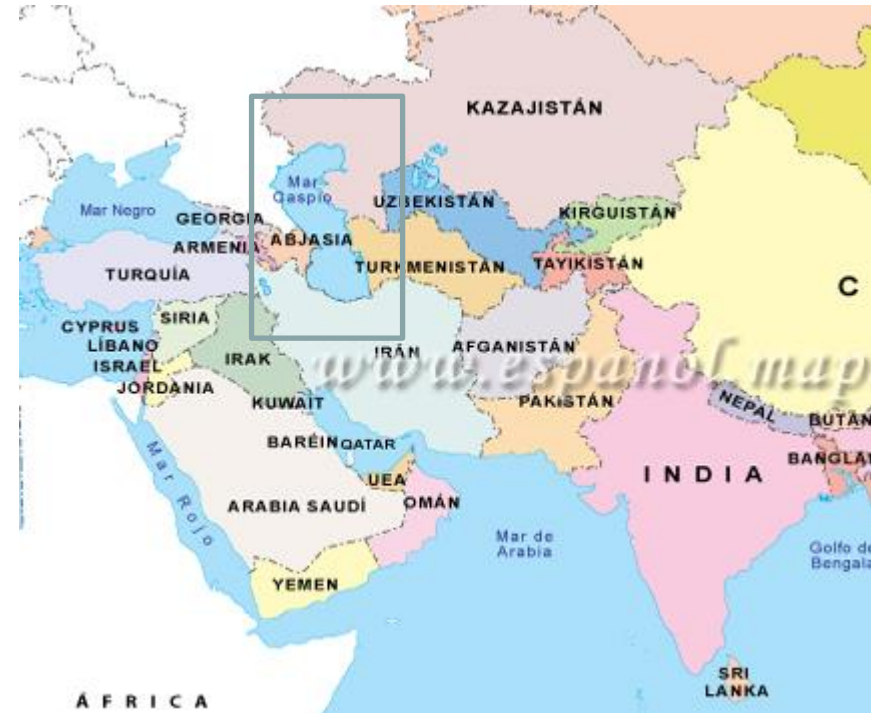 KAZAJISTÁN
Mar
Caspio
UZBEKISTÁN
Mar Negro
GEORGIA
KIRGUISTÁN
ARMENIA
ABJASIA
TURKMENISTÁN
TAYIKISTÁN
TURQUÍA
C
SIRIA
CYPRUS
LÍBANO
IRAK
IRÁN
AFGANISTÁN
ISRAEL
www.espanol.map
JORDANIA
KUWAIT
PAKISTÁN
NEPAL
BUTÁN
BARÉIN
QATAR
BANGLA
INDIA
UEA
Mar Rojo
ARABIA SAUDÍ
OMÁN
Mar de
Arabia
Golfo de
Bengala
YEMEN
SRI
LANKA
ÁFRICA